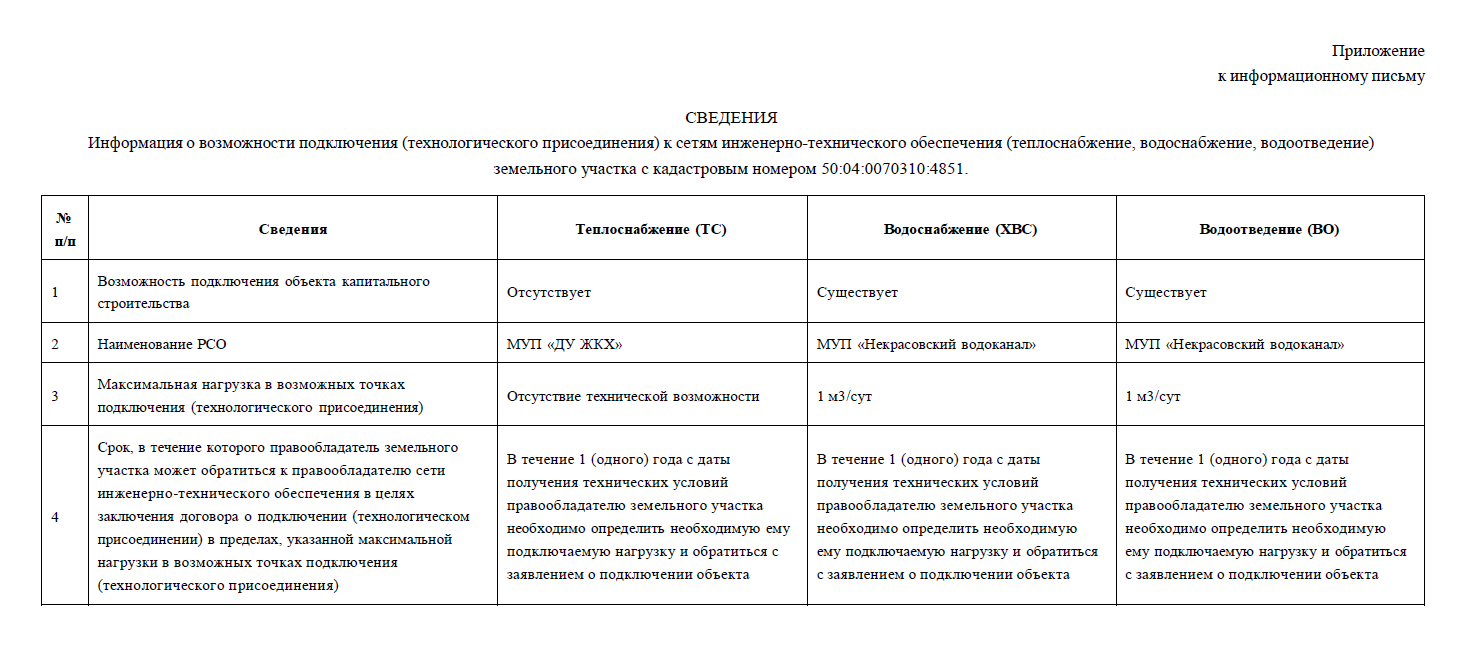 Приложение
к информационному письму
СВЕДЕНИЯ
Информация о возможности подключения (технологического присоединения) к сетям инженерно-технического обеспечения (теплоснабжение, водоснабжение, водоотведение)
земельного участка с кадастровым номером 50:04:0070310:4851.
№
п/п
Сведения
Теплоснабжение (ТС)
Водоснабжение (ХВС)
Водоотведение (ВО)
1
Возможность подключения объекта капитального
строительства
Отсутствует
Существует
Существует
2
Наименование РСО
МУП «ДУ ЖКХ»
МУП «Некрасовский водоканал»
МУП «Некрасовский водоканал»
3
Максимальная нагрузка в возможных точках
подключения (технологического присоединения)
Отсутствие технической возможности
1 м3/сут
1 м3/сут
4
Срок, в течение которого правообладатель земельного
участка может обратиться к правообладателю сети
инженерно-технического обеспечения в целях
заключения договора о подключении (технологическом
присоединении) в пределах, указанной максимальной
нагрузки в возможных точках подключения
(технологического присоединения)
В течение 1 (одного) года с даты
получения технических условий
правообладателю земельного участка
необходимо определить необходимую ему
подключаемую нагрузку и обратиться с
заявлением о подключении объекта
В течение 1 (одного) года с даты
получения технических условий
правообладателю земельного участка
необходимо определить необходимую
ему подключаемую нагрузку и обратиться
с заявлением о подключении объекта
В течение 1 (одного) года с даты
получения технических условий
правообладателю земельного участка
необходимо определить необходимую
ему подключаемую нагрузку и обратиться
с заявлением о подключении объекта